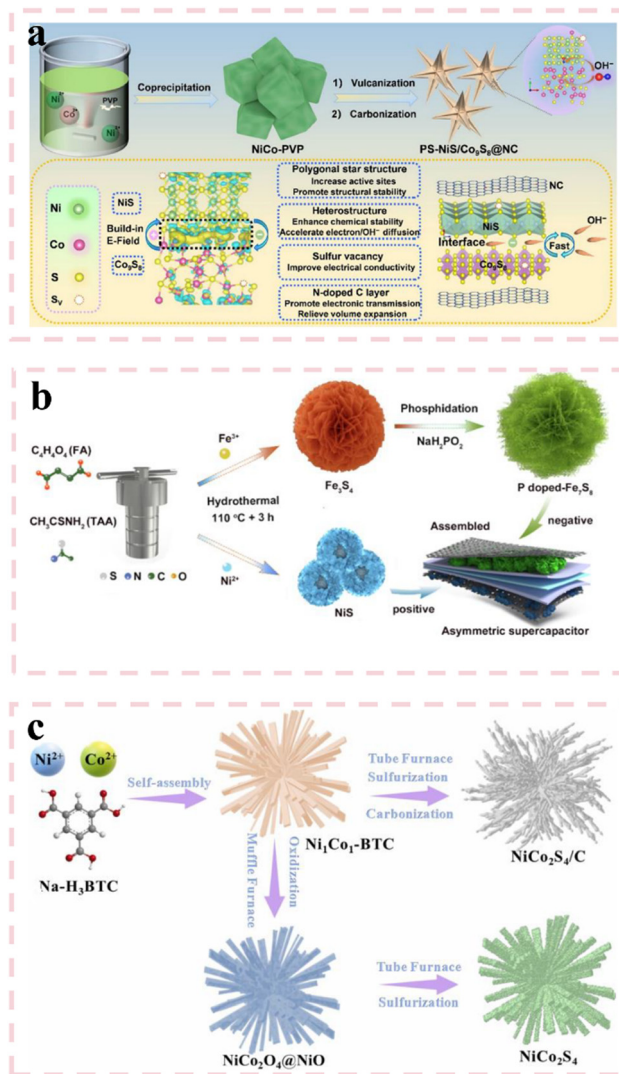 a
Ni
Co
PVP
Ni
Coprecipitation
NiCo-PVP
1) Vulcanization
2) Carbonization
OH⁻
PS-NiS/Co₉S₈@NC
Ni
Co
S
Sᵥ
NiS
Build-in
E-Field
Co₉S₈
Polygonal star structure
Increase active sites
Promote structural stability
Heterostructure
Enhance chemical stability
Accelerate electron/OH⁻ diffusion
Sulfur vacancy
Improve electrical conductivity
N-doped C layer
Promote electronic transmission
Relieve volume expansion
NC
NiS
OH⁻
Interface
Fast
Co₉S₈
b
C₄H₄O₄ (FA)
CH₃CSNH₂ (TAA)
S N C O
Fe³⁺
Hydrothermal
110 °C + 3 h
Ni²⁺
Fe₃S₄
Phosphidation
NaH₂PO₂
P doped-Fe₇S₈
negative
NiS
positive
Assembled
Asymmetric supercapacitor
c
Ni²⁺
Co²⁺
Na-H₃BTC
Self-assembly
Ni₁Co₁-BTC
Tube Furnace
Sulfurization
Carbonization
NiCo₂S₄/C
Muffle Furnace
Oxidization
NiCo₂O₄@NiO
Tube Furnace
Sulfurization
NiCo₂S₄